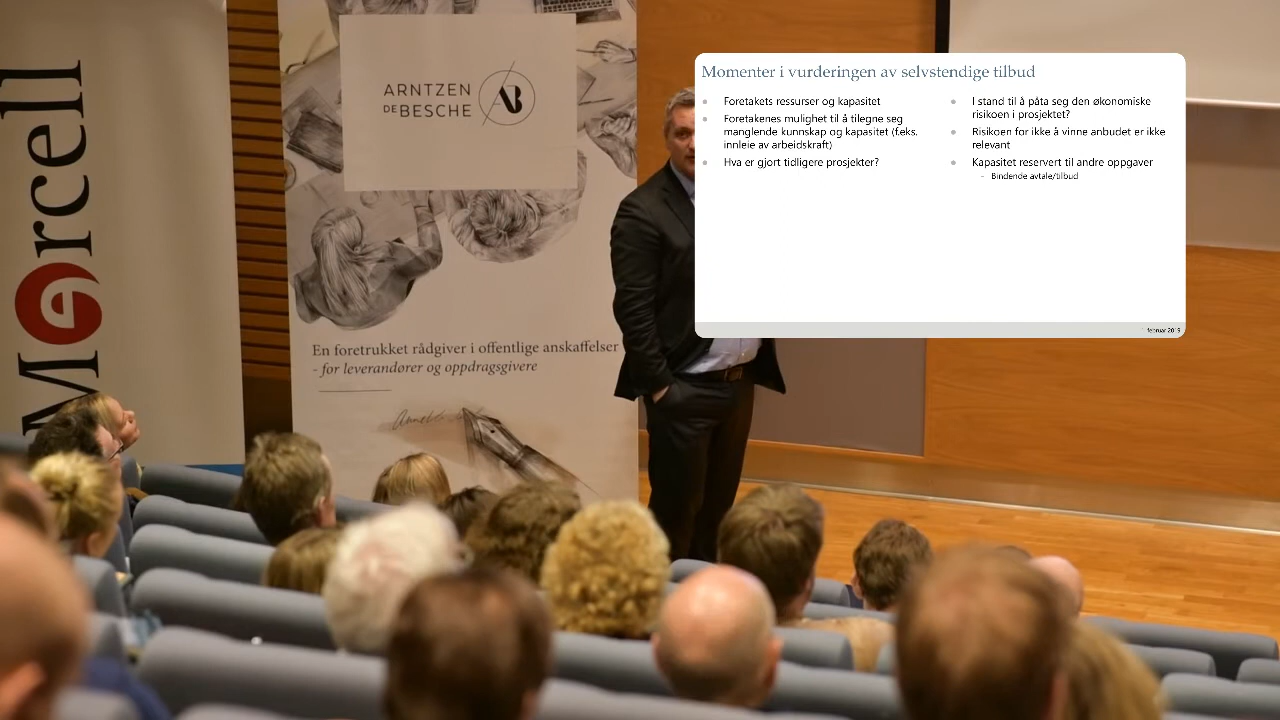 Mercell
ARNTZEN
DE BESCHE
En foretrukket rådgiver i offentlige anskaffelser
- for leverandører og oppdragsgivere
Momenter i vurderingen av selvstendige tilbud
Foretakets ressurser og kapasitet
Foretakenes mulighet til å tilegne seg
manglende kunnskap og kapasitet (f.eks.
innleie av arbeidskraft)
Hva er gjort tidligere prosjekter?
I stand til å påta seg den økonomiske
risikoen i prosjektet?
Risikoen for ikke å vinne anbudet er ikke
relevant
Kapasitet reservert til andre oppgaver
- Bindende avtale/tilbud
februar 2019